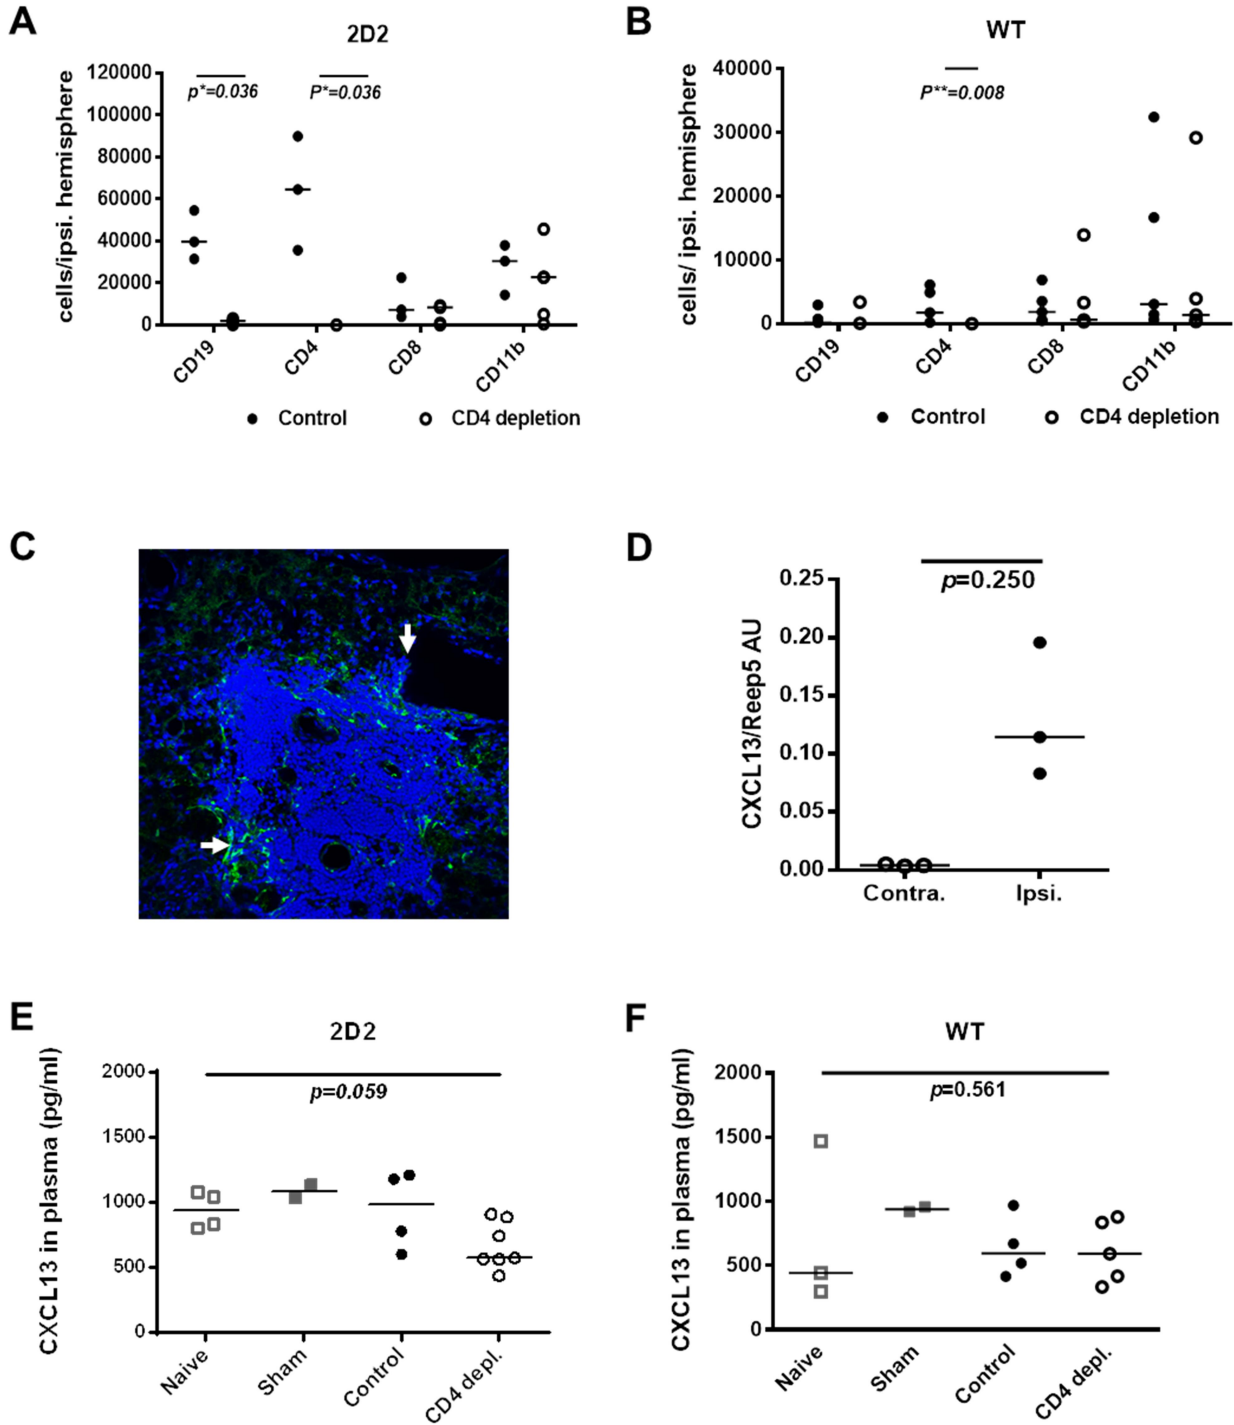 A
2D2
cells/ipsi. hemisphere
120000
100000
80000
60000
40000
20000
0
p*=0.036
P*=0.036
CD19
CD4
CD8
CD11b
Control
CD4 depletion
B
WT
cells/ ipsi. hemisphere
40000
30000
20000
10000
0
P**=0.008
CD19
CD4
CD8
CD11b
Control
CD4 depletion
C
D
CXCL13/Reep5 AU
0.25
0.20
0.15
0.10
0.05
0.00
p=0.250
Contra.
Ipsi.
E
2D2
CXCL13 in plasma (pg/ml)
2000
1500
1000
500
0
p=0.059
Naive
Sham
Control
CD4 depl.
F
WT
CXCL13 in plasma (pg/ml)
2000
1500
1000
500
0
p=0.561
Naive
Sham
Control
CD4 depl.